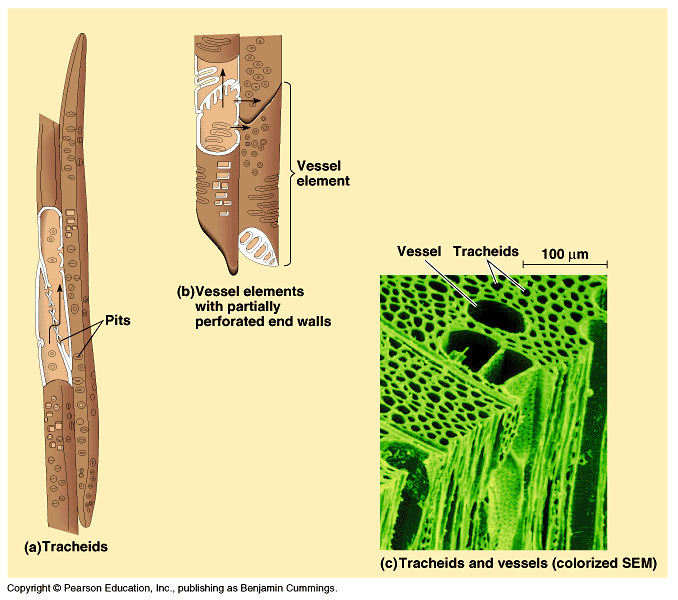 Vessel
element
(b)Vessel elements
with partially
perforated end walls
Pits
(a)Tracheids
Vessel Tracheids 100 µm
(c)Tracheids and vessels (colorized SEM)
Copyright © Pearson Education, Inc., publishing as Benjamin Cummings.